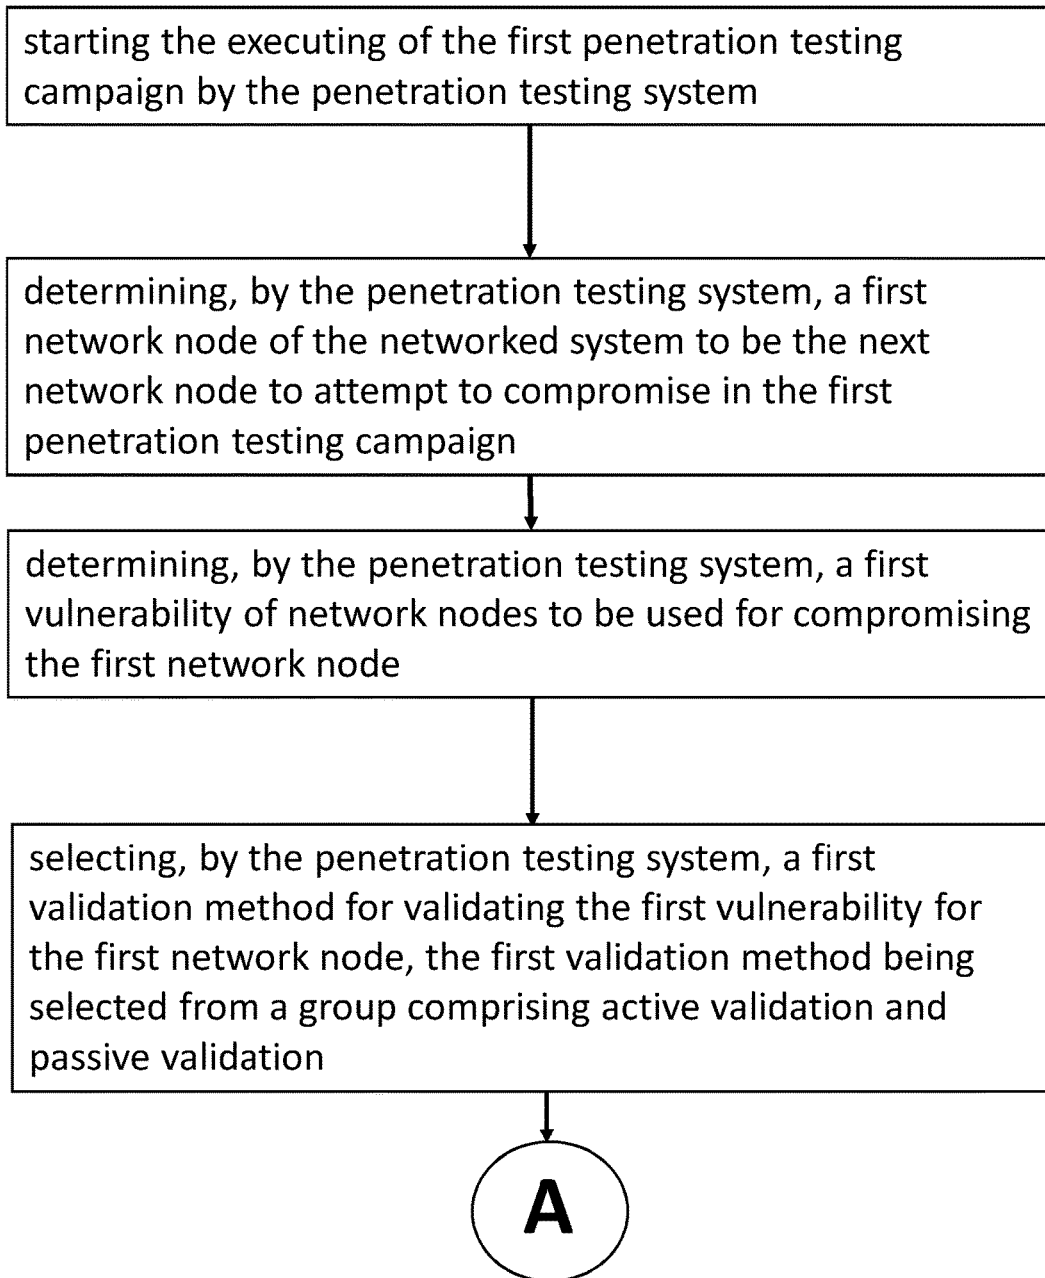 starting the executing of the first penetration testing
campaign by the penetration testing system
determining, by the penetration testing system, a first
network node of the networked system to be the next
network node to attempt to compromise in the first
penetration testing campaign
determining, by the penetration testing system, a first
vulnerability of network nodes to be used for compromising
the first network node
selecting, by the penetration testing system, a first
validation method for validating the first vulnerability for
the first network node, the first validation method being
selected from a group comprising active validation and
passive validation
A